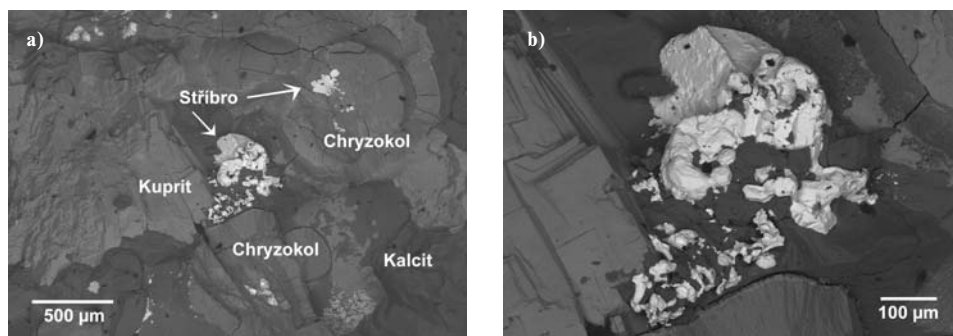 a)
Stříbro
Chryzokol
Kuprit
Chryzokol
Kalcit
500 µm
b)
100 µm